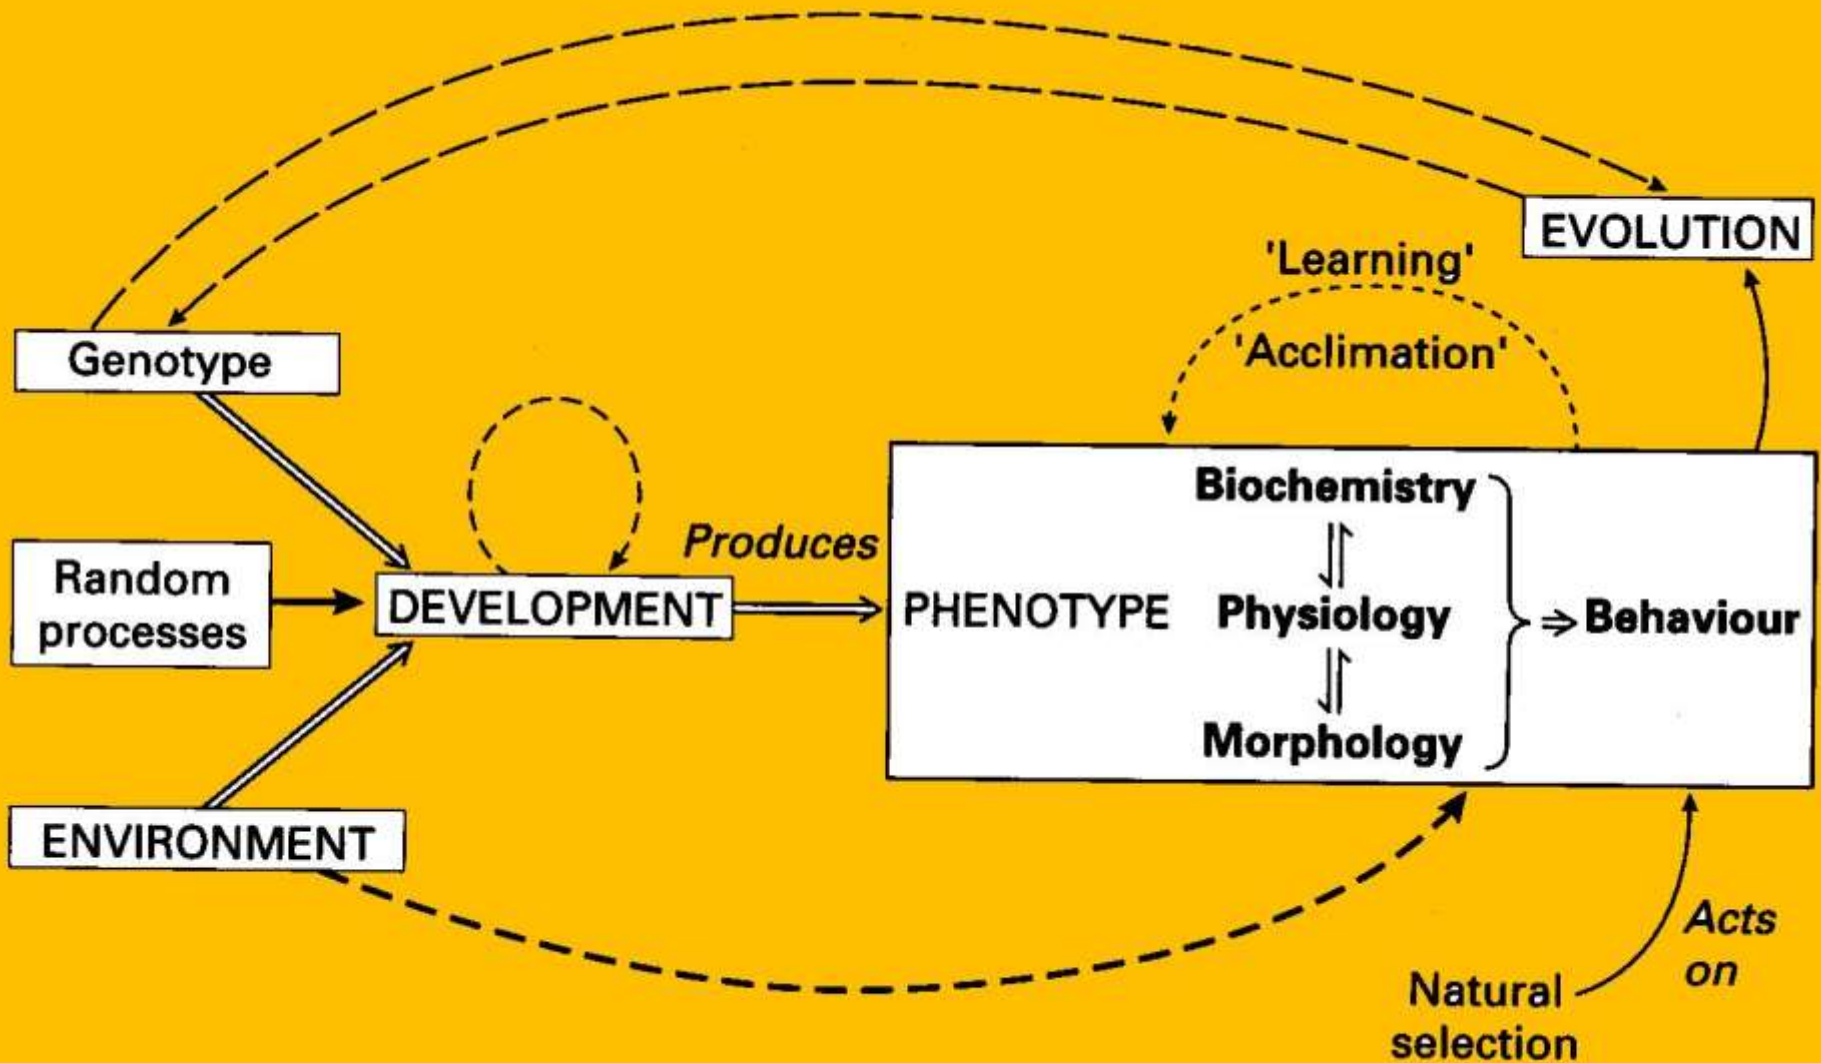 EVOLUTION
'Learning'
'Acclimation'
Genotype
Random
processes
ENVIRONMENT
DEVELOPMENT
Produces
PHENOTYPE
Biochemistry
Physiology
Morphology
Behaviour
Acts
on
Natural
selection